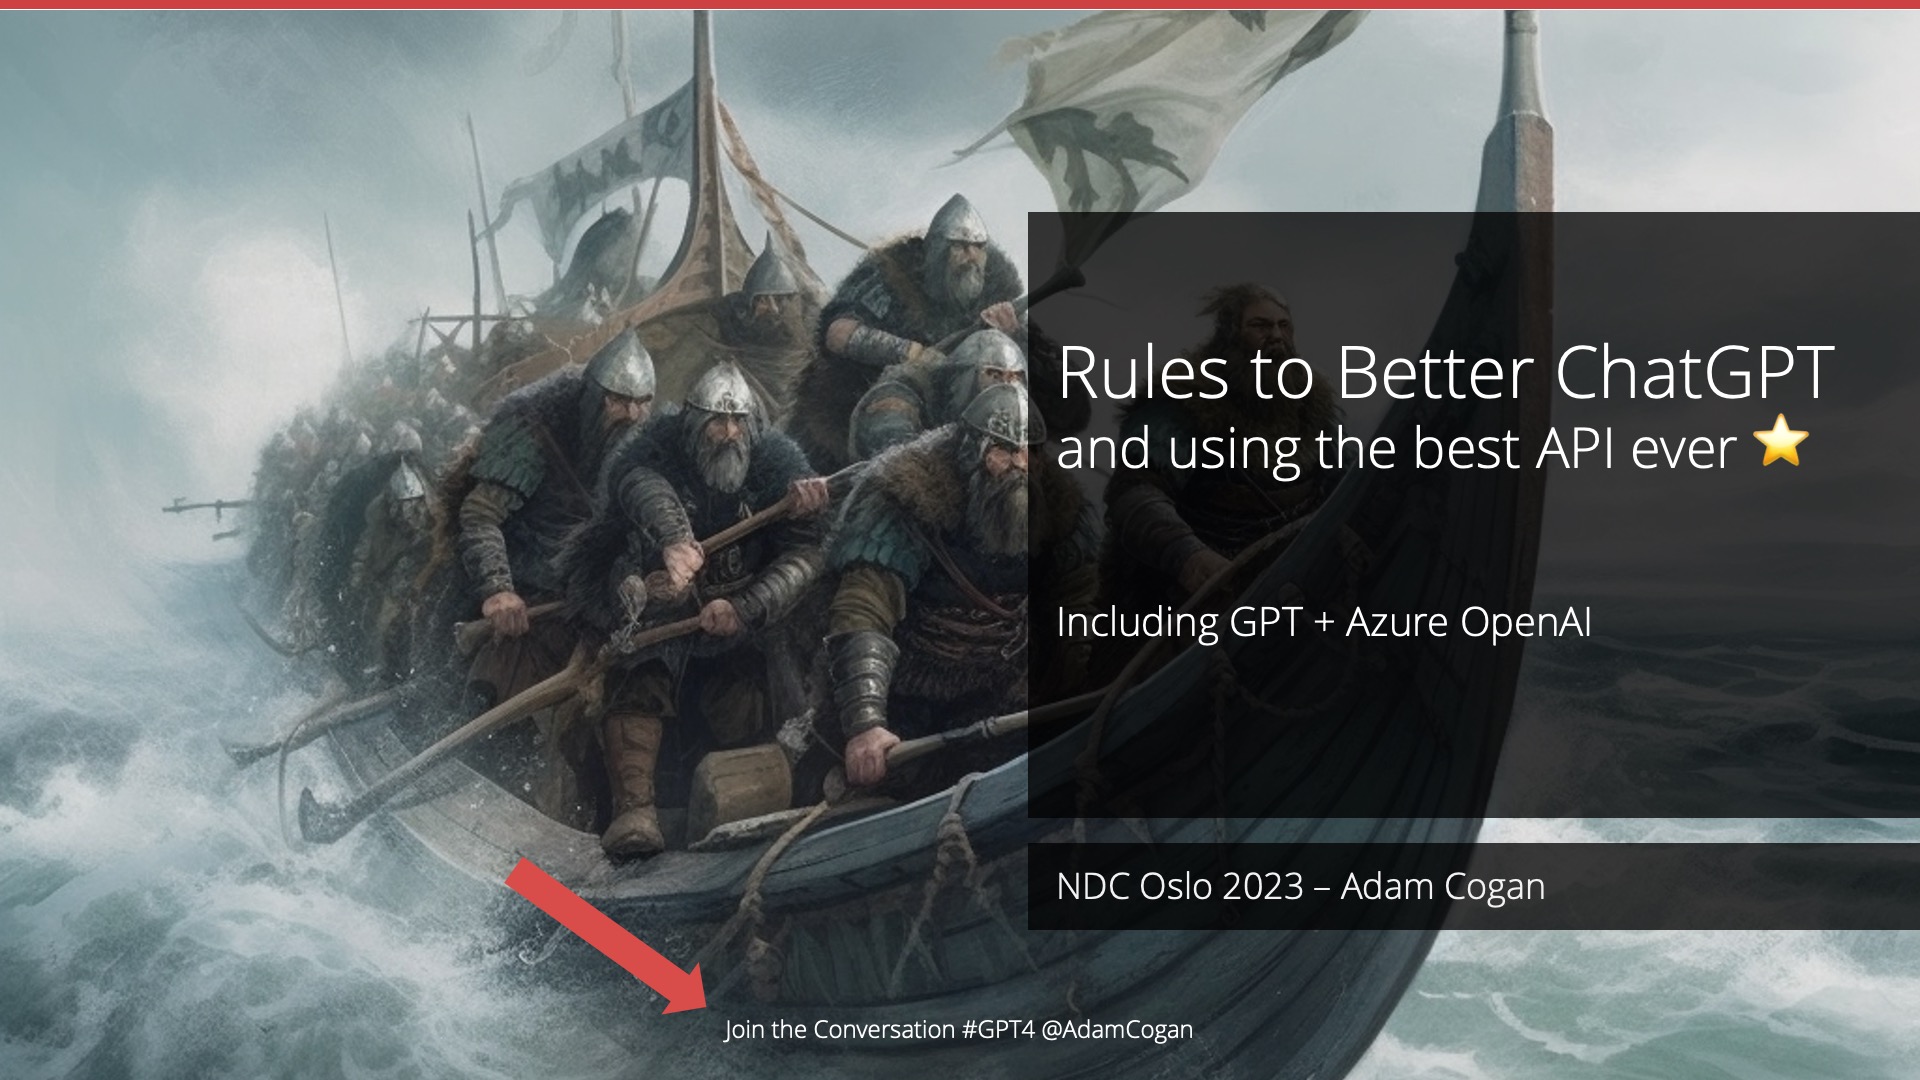 Rules to Better ChatGPT
and using the best API ever ⭐
Including GPT + Azure OpenAI
NDC Oslo 2023 – Adam Cogan
Join the Conversation #GPT4 @AdamCogan